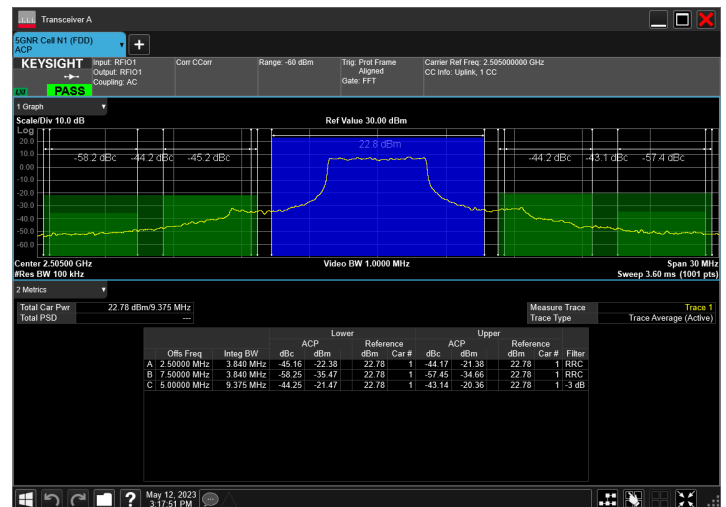 Transceiver A
5GNR Cell N1 (FDD)
ACP
KEYSIGHT
LXI
PASS
Input: RFIO1
Output: RFIO1
Coupling: AC
Corr CCorr
Range: -60 dBm
Trig: Prot Frame
Aligned
Gate: FFT
Carrier Ref Freq: 2.505000000 GHz
CC Info: Uplink, 1 CC
1 Graph
Scale/Div 10.0 dB
Ref Value 30.00 dBm
Log
20.0
10.0
0.00
-10.0
-20.0
-30.0
-40.0
-50.0
-60.0
-58.2 dBc
-44.2 dBc
-45.2 dBc
22.8 dBm
-44.2 dBc
-43.1 dBc
-57.4 dBc
Center 2.50500 GHz
#Res BW 100 kHz
Video BW 1.0000 MHz
Span 30 MHz
Sweep 3.60 ms (1001 pts)
2 Metrics
Total Car Pwr 22.78 dBm/9.375 MHz
Total PSD ---
Measure Trace Trace 1
Trace Type Trace Average (Active)
Lower Upper
ACP Reference ACP Reference
Offs Freq Integ BW dBc dBm dBm Car # dBc dBm dBm Car # Filter
A 2.50000 MHz 3.840 MHz -45.16 -22.38 22.78 1 -44.17 -21.38 22.78 1 RRC
B 7.50000 MHz 3.840 MHz -58.25 -35.47 22.78 1 -57.45 -34.66 22.78 1 RRC
C 5.00000 MHz 9.375 MHz -44.25 -21.47 22.78 1 -43.14 -20.36 22.78 1 -3 dB
?
May 12, 2023
3:17:51 PM